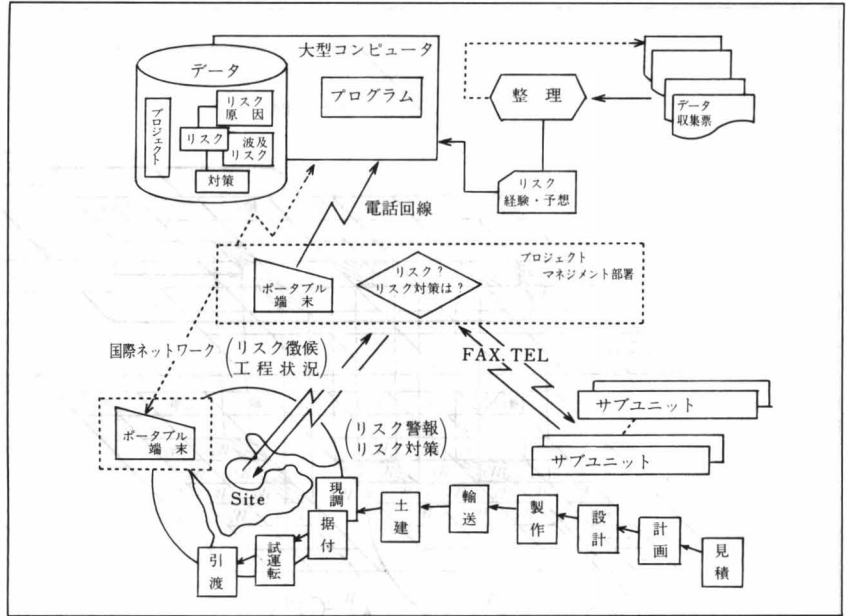 大型コンピュータ
データ
プログラム
プロジェクト
リスク
原因
リスク
波及
リスク
対策
整理
データ
収集票
リスク
経験・予想
電話回線
プロジェクト
マネジメント部署
ポータブル
端末
リスク？
リスク対策は？
国際ネットワーク
(リスク徴候
工程状況)
FAX. TEL
ポータブル
端末
(リスク警報
リスク対策)
サブユニット
サブユニット
Site
現調
据付
試運転
引渡
土建
輸送
製作
設計
計画
見積